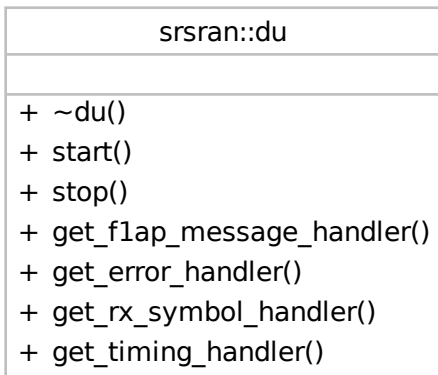 srsran::du
+ ~du()
+ start()
+ stop()
+ get_f1ap_message_handler()
+ get_error_handler()
+ get_rx_symbol_handler()
+ get_timing_handler()